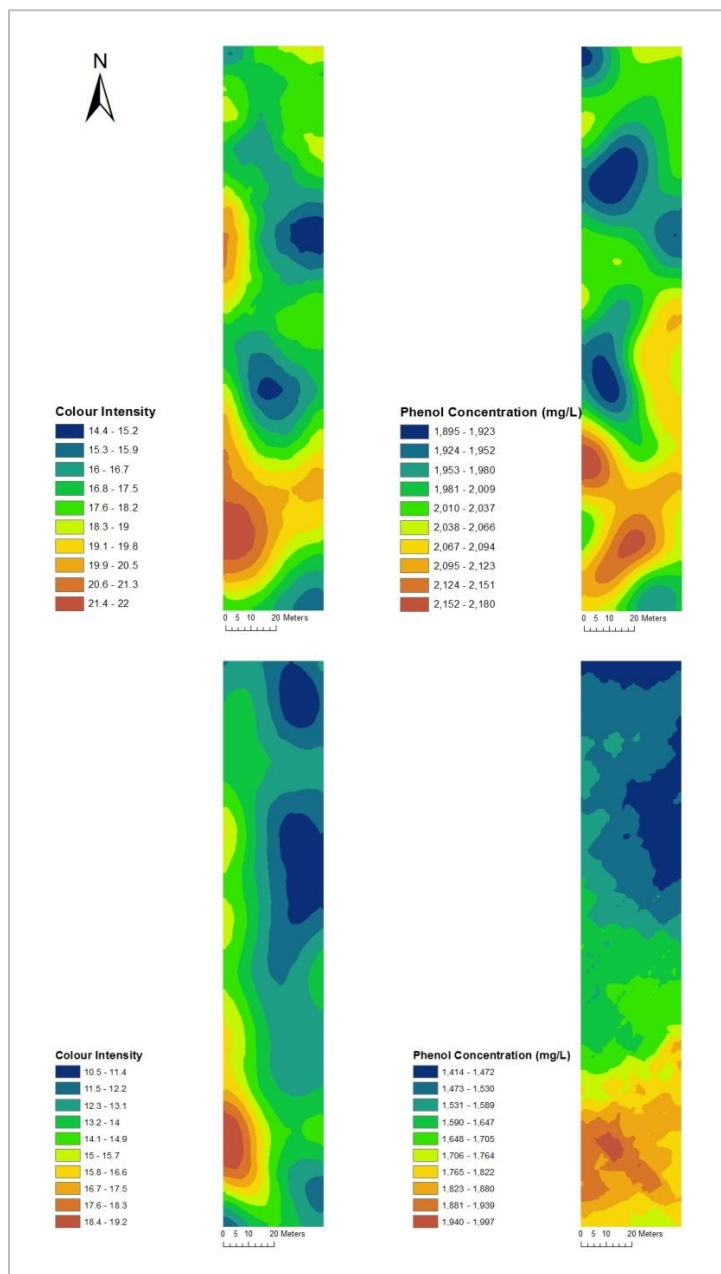 N
Colour Intensity
14.4 - 15.2
15.3 - 15.9
16 - 16.7
16.8 - 17.5
17.6 - 18.2
18.3 - 19
19.1 - 19.8
19.9 - 20.5
20.6 - 21.3
21.4 - 22
0 5 10 20 Meters
Phenol Concentration (mg/L)
1,895 - 1,923
1,924 - 1,952
1,953 - 1,980
1,981 - 2,009
2,010 - 2,037
2,038 - 2,066
2,067 - 2,094
2,095 - 2,123
2,124 - 2,151
2,152 - 2,180
0 5 10 20 Meters
Colour Intensity
10.5 - 11.4
11.5 - 12.2
12.3 - 13.1
13.2 - 14
14.1 - 14.9
15 - 15.7
15.8 - 16.6
16.7 - 17.5
17.6 - 18.3
18.4 - 19.2
0 5 10 20 Meters
Phenol Concentration (mg/L)
1,414 - 1,472
1,473 - 1,530
1,531 - 1,589
1,590 - 1,647
1,648 - 1,705
1,706 - 1,764
1,765 - 1,822
1,823 - 1,880
1,881 - 1,939
1,940 - 1,997
0 5 10 20 Meters